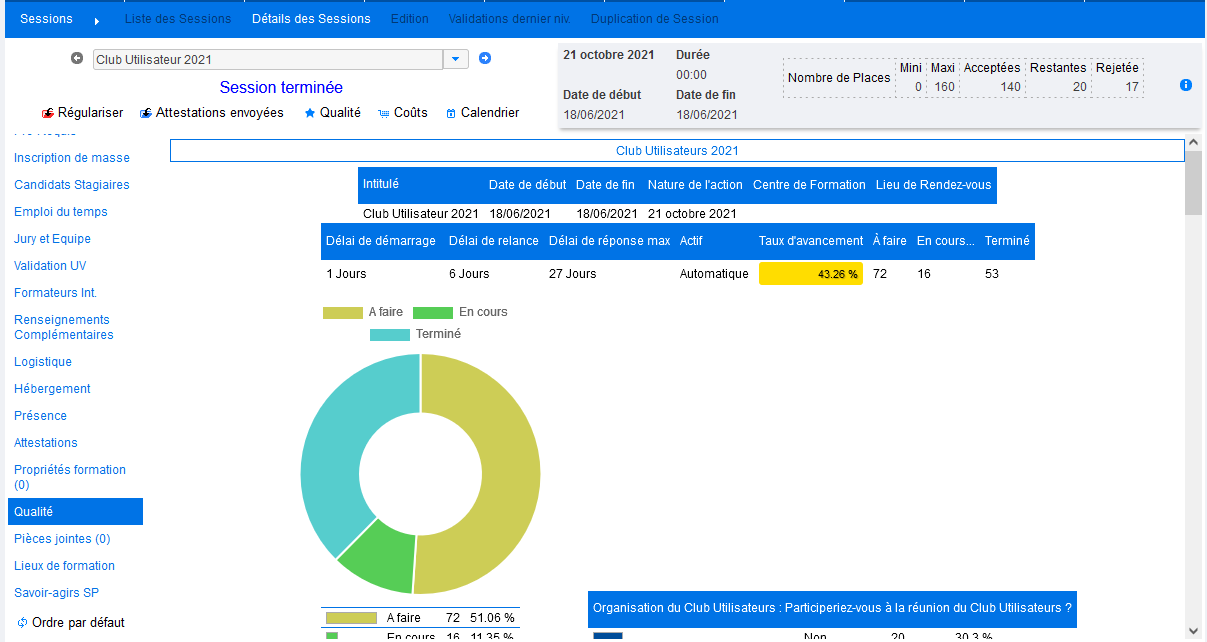 Sessions Liste des Sessions Détails des Sessions Edition Validations dernier niv. Duplication de Session
Club Utilisateur 2021
Session terminée
Régulariser Attestations envoyées Qualité Coûts Calendrier
21 octobre 2021 Durée
00:00
Date de début Date de fin
18/06/2021 18/06/2021
Nombre de Places
Mini Maxi Acceptées Restantes Rejetée
0 160 140 20 17
Inscription de masse
Candidats Stagiaires
Emploi du temps
Jury et Equipe
Validation UV
Formateurs Int.
Renseignements
Complémentaires
Logistique
Hébergement
Présence
Attestations
Propriétés formation
(0)
Qualité
Pièces jointes (0)
Lieux de formation
Savoir-agirs SP
Ordre par défaut
Club Utilisateurs 2021
Intitulé Date de début Date de fin Nature de l'action Centre de Formation Lieu de Rendez-vous
Club Utilisateur 2021 18/06/2021 18/06/2021 21 octobre 2021
Délai de démarrage Délai de relance Délai de réponse max Actif Taux d'avancement À faire En cours... Terminé
1 Jours 6 Jours 27 Jours Automatique 43.26 % 72 16 53
A faire En cours
Terminé
A faire 72 51.06 %
En cours 16 11.35 %
Organisation du Club Utilisateurs : Participeriez-vous à la réunion du Club Utilisateurs ?
Non 20 30.3 %